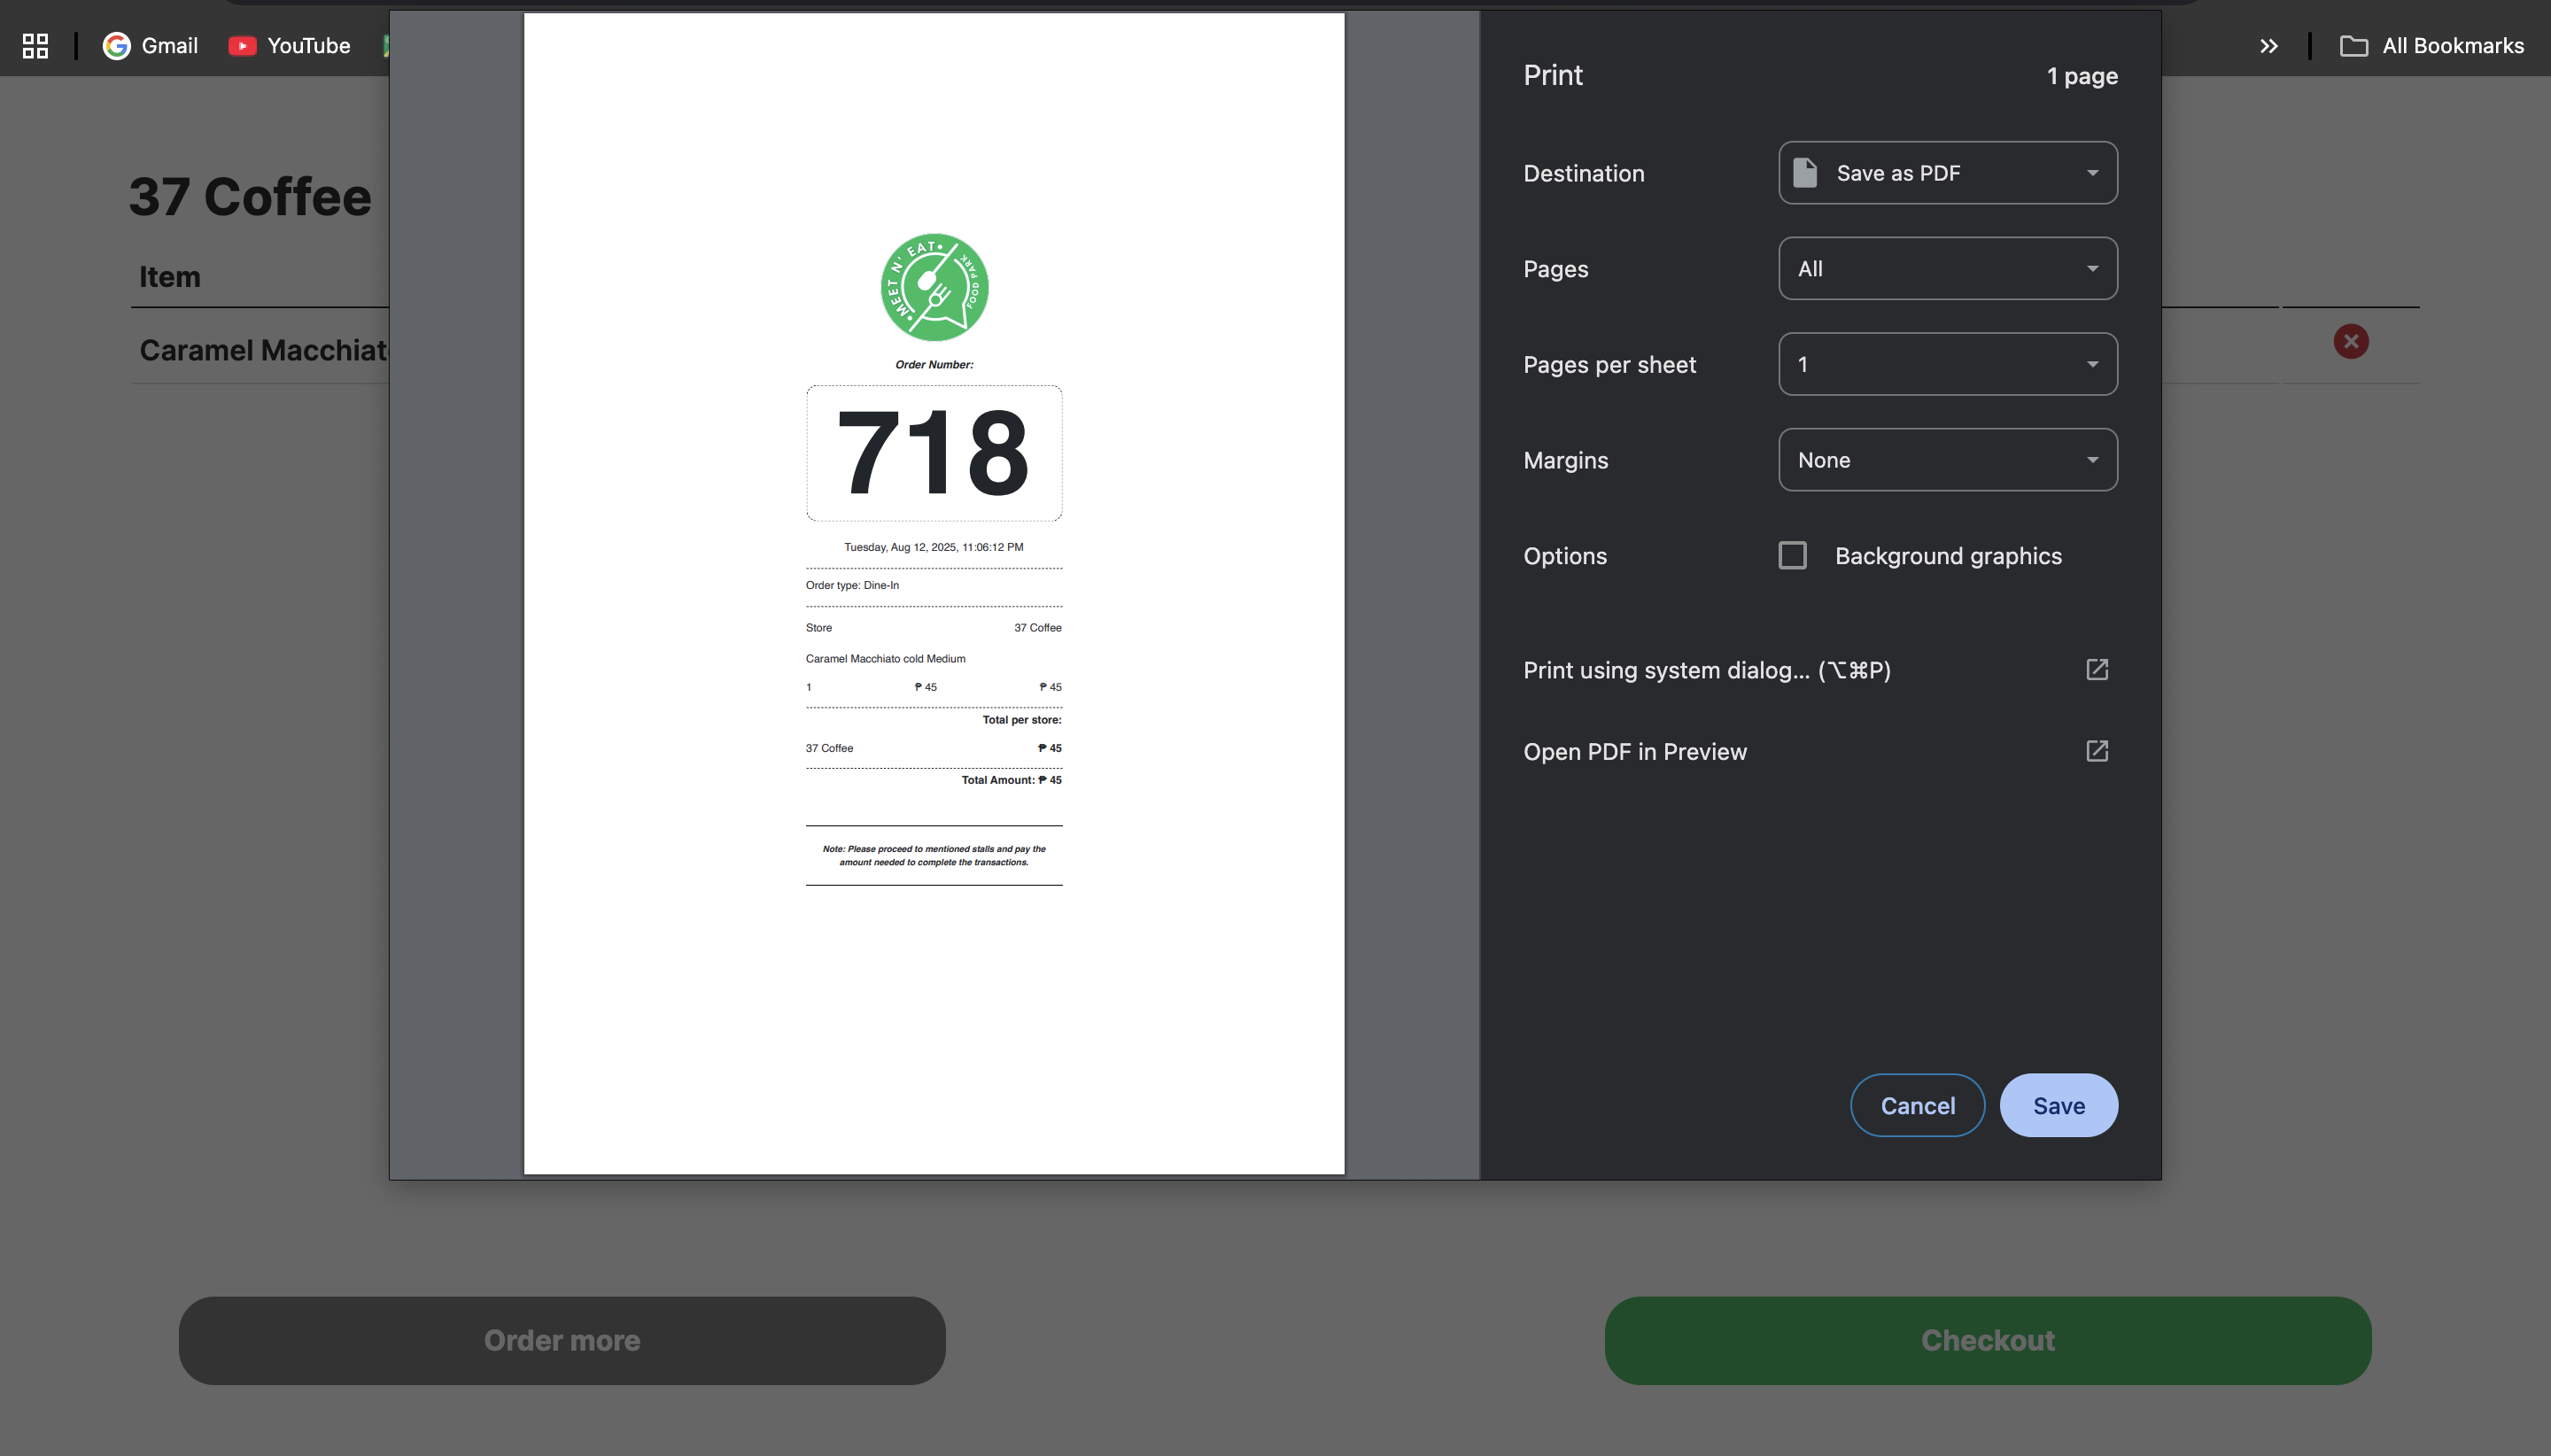 Gmail
YouTube
All Bookmarks
37 Coffee
Item
Caramel Macchiat
MEET N' EAT
FOOD PARK
Order Number:
718
Tuesday, Aug 12, 2025, 11:06:12 PM
Order type: Dine-In
Store 37 Coffee
Caramel Macchiato cold Medium
1 ₱ 45 ₱ 45
Total per store:
37 Coffee ₱ 45
Total Amount: ₱ 45
Note: Please proceed to mentioned stalls and pay the
amount needed to complete the transactions.
Print 1 page
Destination Save as PDF
Pages All
Pages per sheet 1
Margins None
Options Background graphics
Print using system dialog... (⌥⌘P)
Open PDF in Preview
Cancel Save
Order more
Checkout